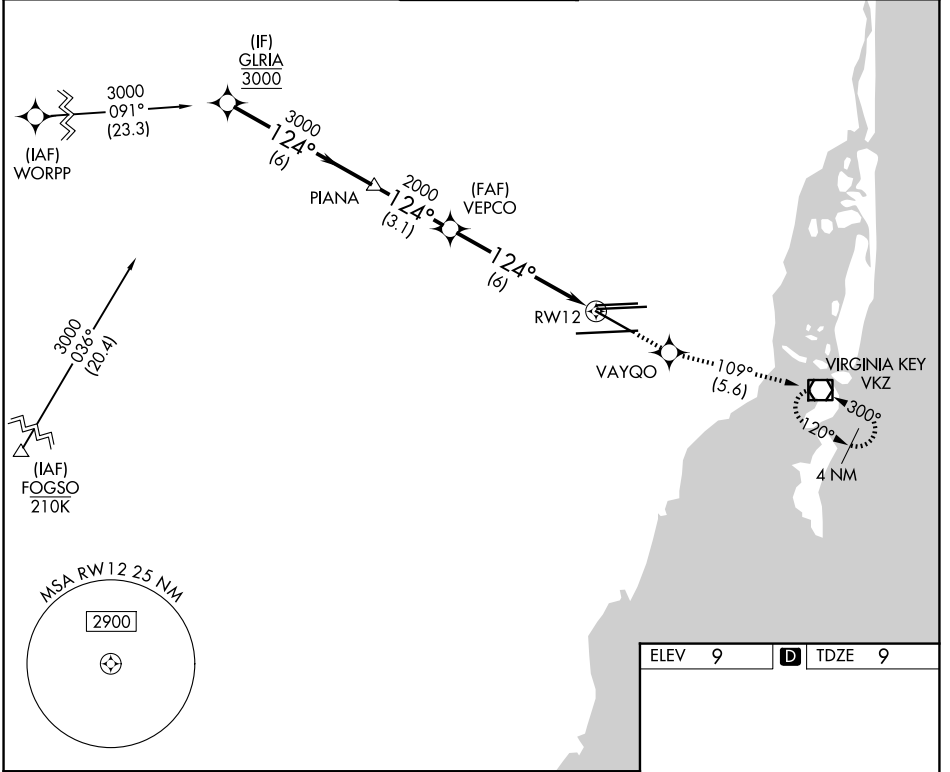 (IF)
GLRIA
3000
3000
091°
(23.3)
(IAF)
WORPP
3000
124°
(6)
PIANA
2000
124°
(3.1)
(FAF)
VEPCO
124°
(6)
RW12
VAYQO
109°
(5.6)
VIRGINIA KEY
VKZ
300°
120°
4 NM
3000
036°
(20.4)
(IAF)
FOGSO
210K
MSA RW12 25 NM
2900
ELEV 9 D TDZE 9